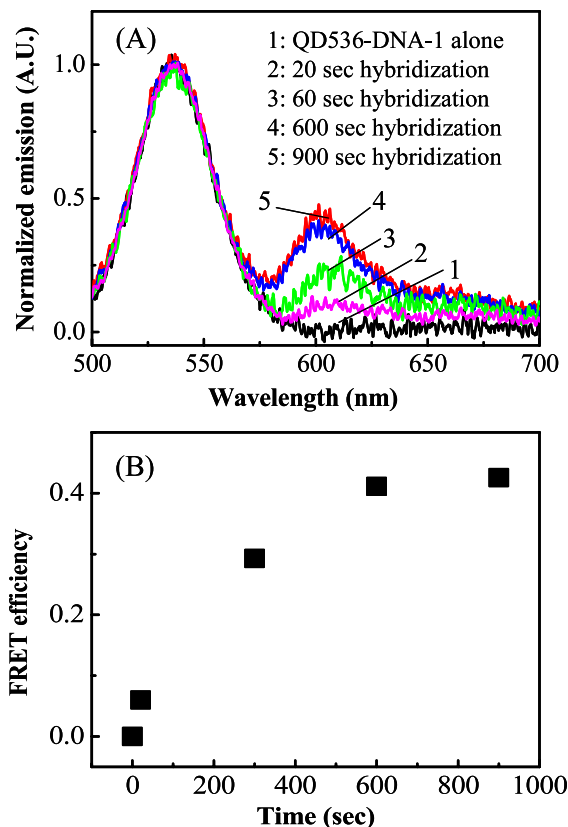 (A)
1: QD536-DNA-1 alone
2: 20 sec hybridization
3: 60 sec hybridization
4: 600 sec hybridization
5: 900 sec hybridization
Normalized emission (A.U.)
1.0
0.5
0.0
5
4
3
2
1
500
550
600
650
700
Wavelength (nm)
(B)
FRET efficiency
0.4
0.2
0.0
0
200
400
600
800
1000
Time (sec)